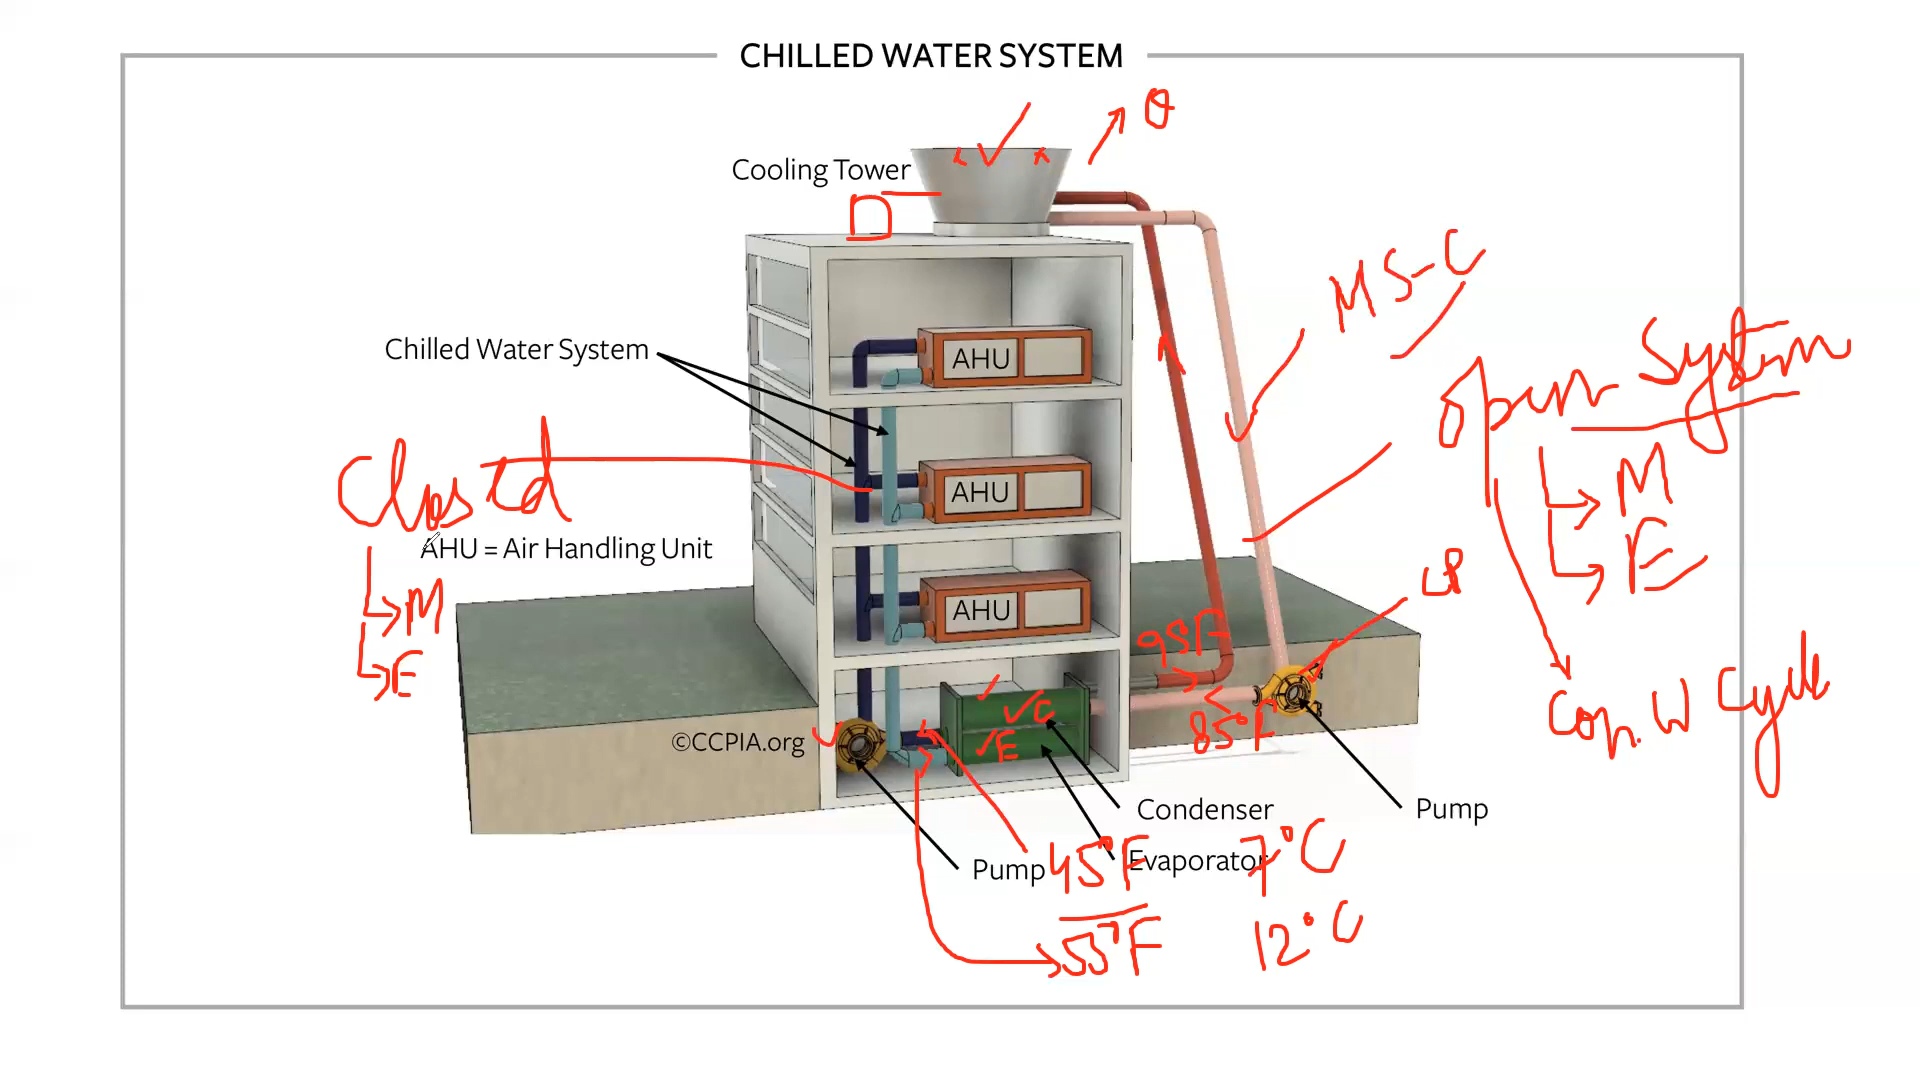 CHILLED WATER SYSTEM
Q
Cooling Tower
MS-C
Open System
Chilled Water System
AHU
M
Closed
AHU
E
AHU = Air Handling Unit
CP
M
AHU
E
95F
Con. W Cycle
C
85°F
E
©CCPIA.org
Condenser
Pump
Pump
45°F
Evaporator
7°C
55°F
12°C